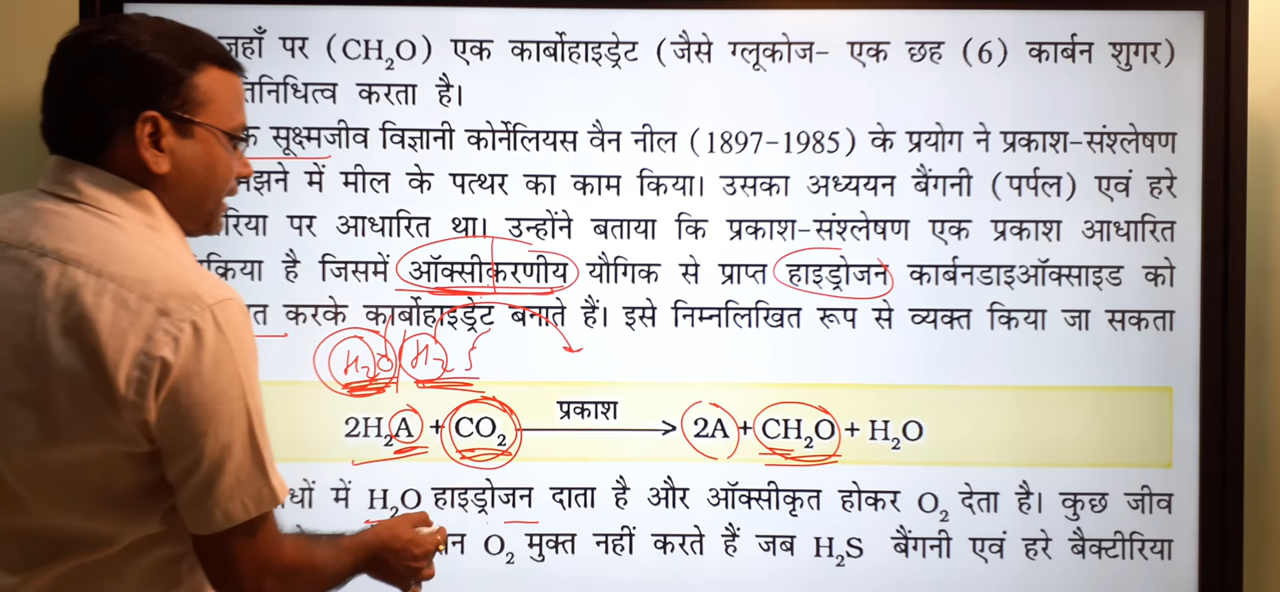 जहाँ पर (CH₂O) एक कार्बोहाइड्रेट (जैसे ग्लूकोज– एक छह (6) कार्बन शुगर)
करता है।
सूक्ष्मजीव विज्ञानी कोर्नेलियस वैन नील (1897–1985) के प्रयोग ने प्रकाश–संश्लेषण
में मील के पत्थर का काम किया। उसका अध्ययन बैंगनी (पर्पल) एवं हरे
पर आधारित था। उन्होंने बताया कि प्रकाश–संश्लेषण एक प्रकाश आधारित
है जिसमें ऑक्सीकरणीय यौगिक से प्राप्त हाइड्रोजन कार्बनडाइऑक्साइड को
करके कार्बोहाइड्रेट बनाते हैं। इसे निम्नलिखित रूप से व्यक्त किया जा सकता
H₂O H₂S
2H₂A + CO₂ प्रकाश → 2A + CH₂O + H₂O
में H₂O हाइड्रोजन दाता है और ऑक्सीकृत होकर O₂ देता है। कुछ जीव
O₂ मुक्त नहीं करते हैं जब H₂S बैंगनी एवं हरे बैक्टीरिया